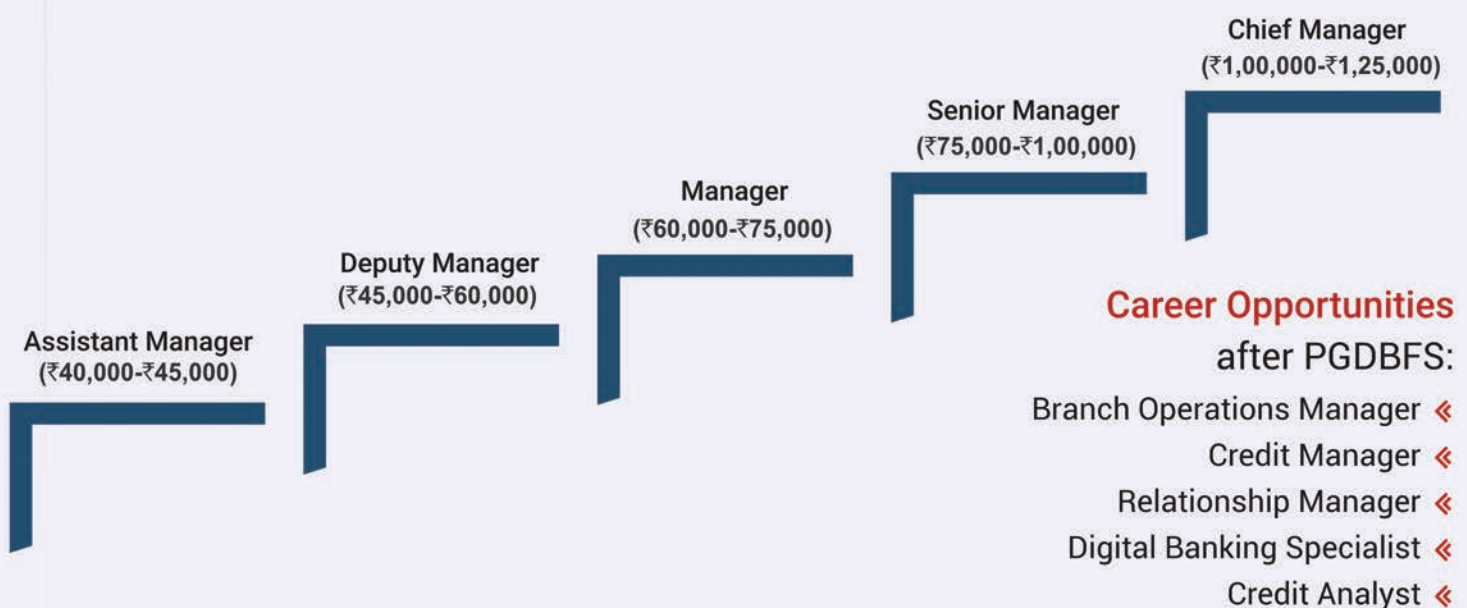 Chief Manager
(₹1,00,000-₹1,25,000)
Senior Manager
(₹75,000-₹1,00,000)
Manager
(₹60,000-₹75,000)
Deputy Manager
(₹45,000-₹60,000)
Assistant Manager
(₹40,000-₹45,000)
Career Opportunities
after PGDBFS:
Branch Operations Manager
Credit Manager
Relationship Manager
Digital Banking Specialist
Credit Analyst